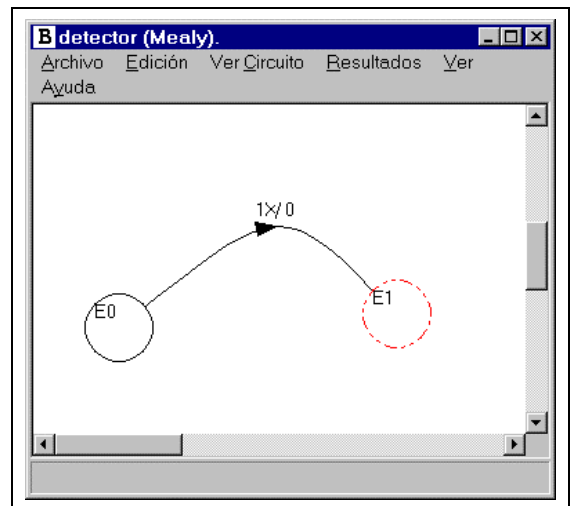 B detector (Mealy).
Archivo Edición Ver Circuito Resultados Ver
Ayuda
1X/0
E0
E1